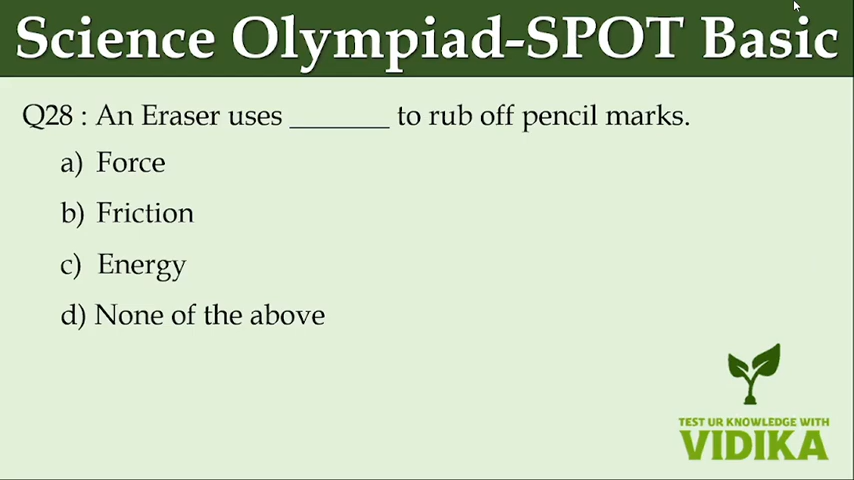 Science Olympiad-SPOT Basic
Q28 : An Eraser uses _______ to rub off pencil marks.
a) Force
b) Friction
c) Energy
d) None of the above
TEST UR KNOWLEDGE WITH
VIDIKA